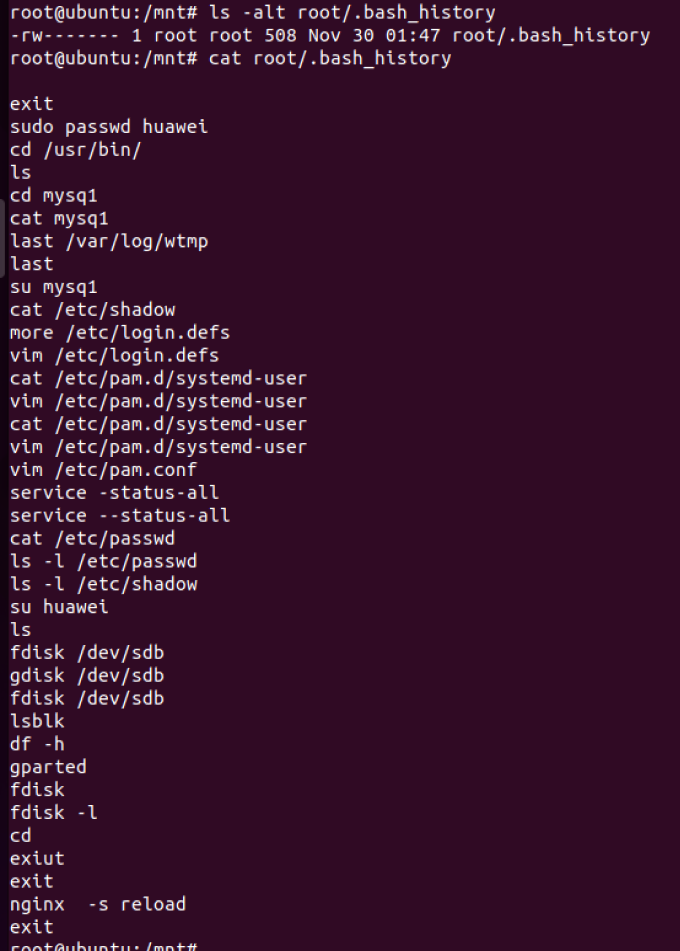 root@ubuntu:/mnt# ls -alt root/.bash_history
-rw------- 1 root root 508 Nov 30 01:47 root/.bash_history
root@ubuntu:/mnt# cat root/.bash_history
exit
sudo passwd huawei
cd /usr/bin/
ls
cd mysq1
cat mysq1
last /var/log/wtmp
last
su mysq1
cat /etc/shadow
more /etc/login.defs
vim /etc/login.defs
cat /etc/pam.d/systemd-user
vim /etc/pam.d/systemd-user
cat /etc/pam.d/systemd-user
vim /etc/pam.d/systemd-user
vim /etc/pam.conf
service -status-all
service --status-all
cat /etc/passwd
ls -l /etc/passwd
ls -l /etc/shadow
su huawei
ls
fdisk /dev/sdb
gdisk /dev/sdb
fdisk /dev/sdb
lsblk
df -h
gparted
fdisk
fdisk -l
cd
exiut
exit
nginx  -s reload
exit
root@ubuntu:/mnt#